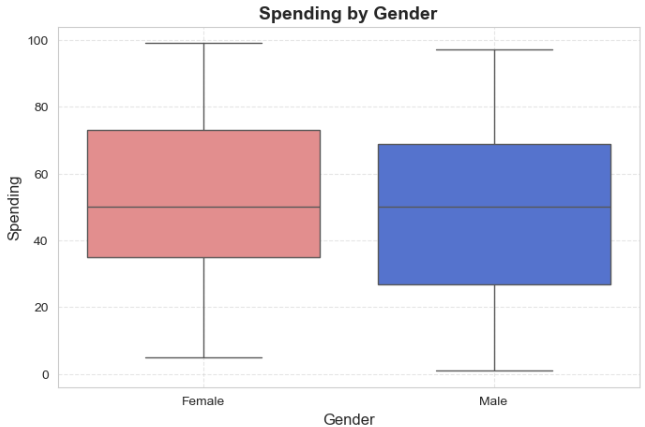 Spending by Gender
100
80
60
40
20
0
Spending
Female
Male
Gender